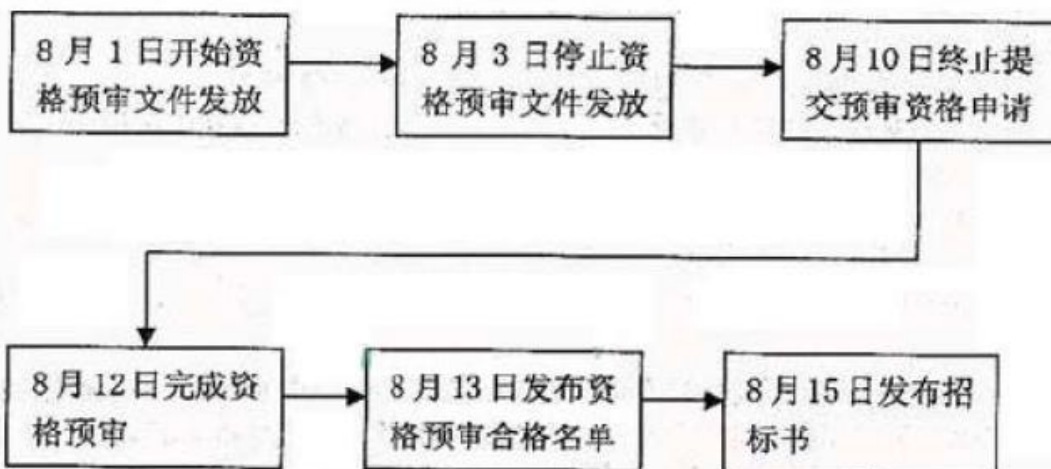 8月1日开始资
格预审文件发放
8月3日停止资
格预审文件发放
8月10日终止提
交预审资格申请
8月12日完成资
格预审
8月13日发布资
格预审合格名单
8月15日发布招
标书